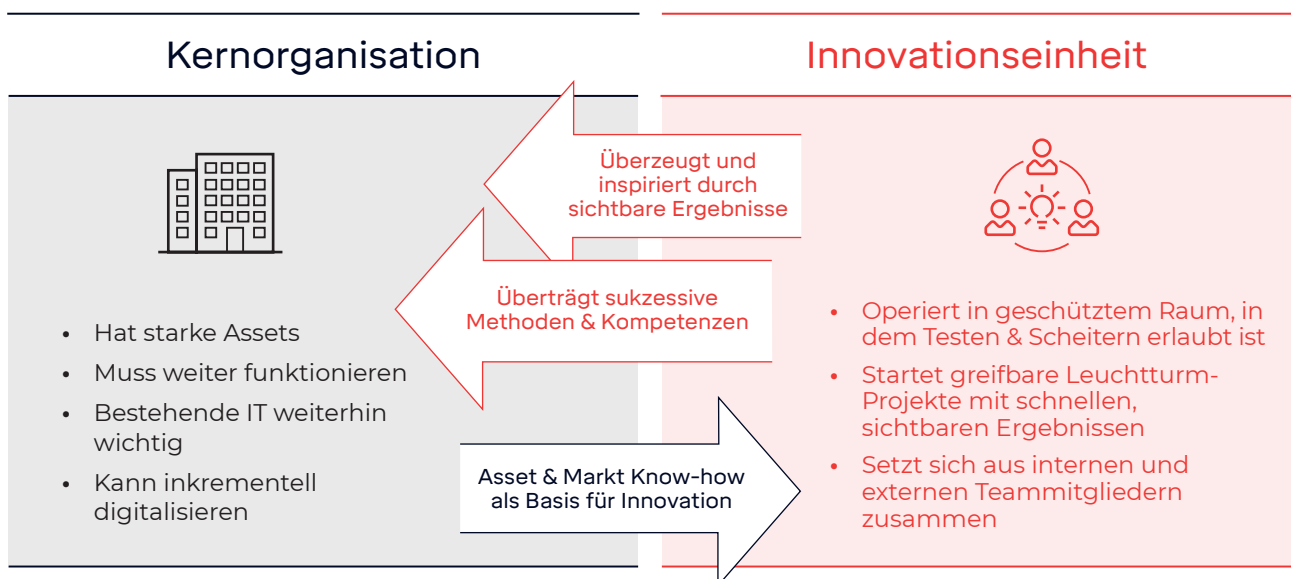 Kernorganisation
Innovationseinheit
Überzeugt und
inspiriert durch
sichtbare Ergebnisse
Überträgt sukzessive
Methoden & Kompetenzen
• Hat starke Assets
• Muss weiter funktionieren
• Bestehende IT weiterhin
wichtig
• Kann inkrementell
digitalisieren
Asset & Markt Know-how
als Basis für Innovation
• Operiert in geschütztem Raum, in
dem Testen & Scheitern erlaubt ist
• Startet greifbare Leuchtturm-
Projekte mit schnellen,
sichtbaren Ergebnissen
• Setzt sich aus internen und
externen Teammitgliedern
zusammen